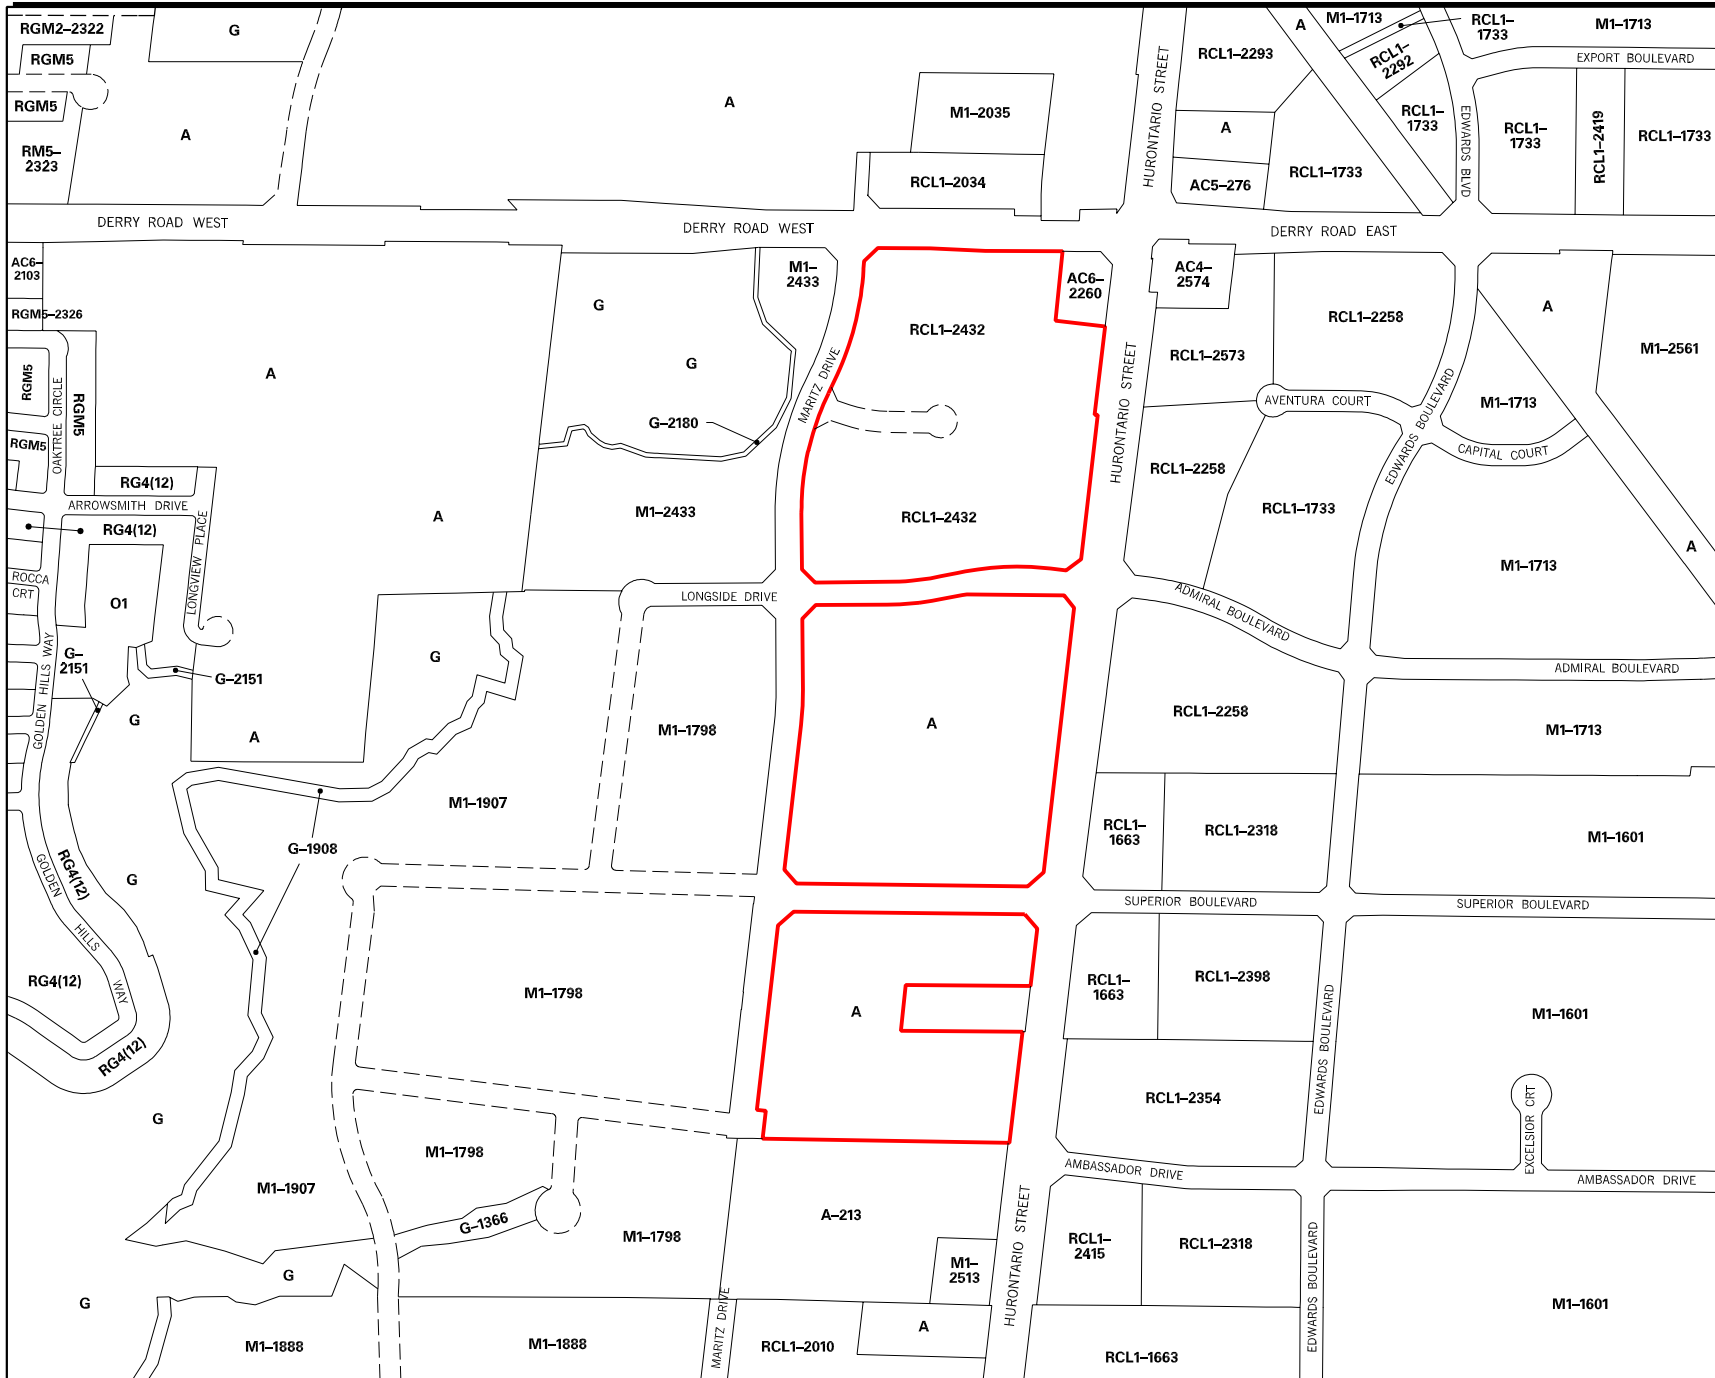 RGM2–2322
G
A
M1–1713
RCL1–
1733
M1–1713
RGM5
RCL1–2293
RCL1–
2292
EXPORT BOULEVARD
RGM5
A
A
M1–2035
HURONTARIO STREET
A
RCL1–
1733
EDWARDS BLVD
RCL1–
1733
RCL1–2419
RCL1–1733
RM5–
2323
RCL1–2034
AC5–276
RCL1–1733
DERRY ROAD WEST
DERRY ROAD WEST
DERRY ROAD EAST
AC6–
2103
M1–
2433
AC6–
2260
AC4–
2574
RGM5–2326
G
A
RCL1–2432
RCL1–2258
A
M1–2561
G
RCL1–2573
RGM5
OAKTREE CIRCLE
RGM5
MARITZ DRIVE
HURONTARIO STREET
AVENTURA COURT
EDWARDS BOULEVARD
M1–1713
G–2180
RGM5
CAPITAL COURT
RG4(12)
RCL1–2258
ARROWSMITH DRIVE
A
M1–2433
RCL1–2432
RCL1–1733
RG4(12)
LONGVIEW PLACE
A
M1–1713
ROCCA
CRT
O1
LONGSIDE DRIVE
ADMIRAL BOULEVARD
G–
2151
G
ADMIRAL BOULEVARD
G–2151
GOLDEN HILLS WAY
G
A
M1–1798
A
RCL1–2258
M1–1713
M1–1907
RCL1–
1663
RCL1–2318
M1–1601
G–1908
GOLDEN
HILLS
WAY
RG4(12)
G
SUPERIOR BOULEVARD
SUPERIOR BOULEVARD
RG4(12)
M1–1798
RCL1–
1663
RCL1–2398
A
M1–1601
RG4(12)
EDWARDS BOULEVARD
G
RCL1–2354
EXCELSIOR CRT
M1–1798
AMBASSADOR DRIVE
AMBASSADOR DRIVE
M1–1907
G–1366
M1–1798
A–213
HURONTARIO STREET
RCL1–
2415
RCL1–2318
G
M1–
2513
EDWARDS BOULEVARD
G
M1–1601
MARITZ DRIVE
M1–1888
M1–1888
RCL1–2010
A
RCL1–1663